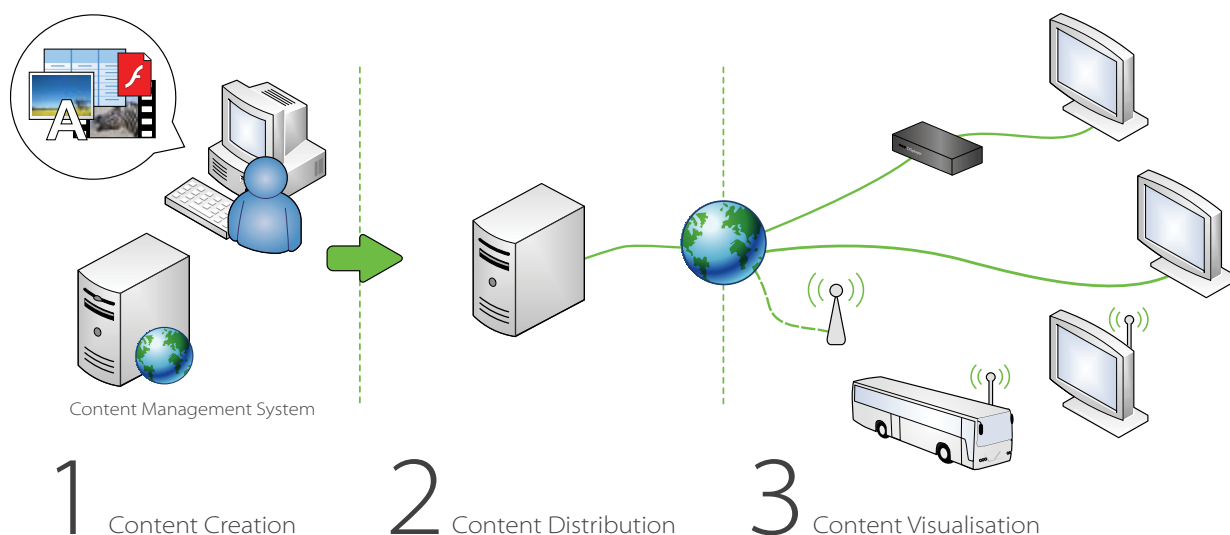 A
Content Management System
1 Content Creation
2 Content Distribution
3 Content Visualisation